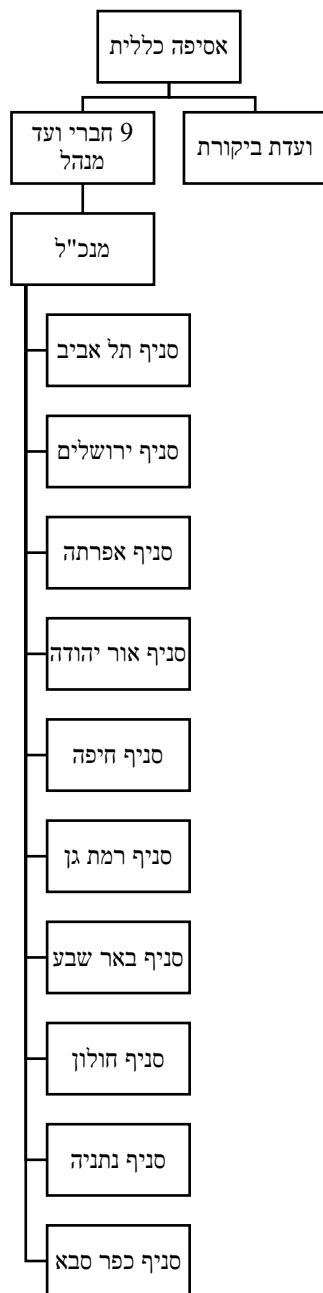 אסיפה כללית
9 חברי ועד
מנהל
ועדת ביקורת
מנכ"ל
סניף תל אביב
סניף ירושלים
סניף אפרתה
סניף אור יהודה
סניף חיפה
סניף רמת גן
סניף באר שבע
סניף חולון
סניף נתניה
סניף כפר סבא